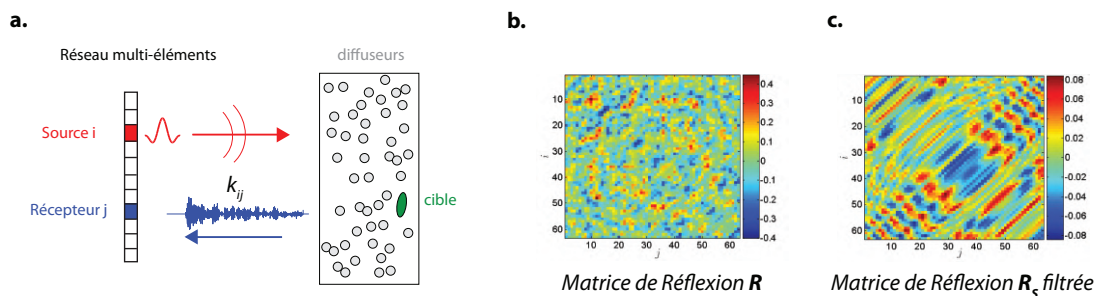 a.
Réseau multi-éléments
diffuseurs
Source i
k_ij
Récepteur j
cible
b.
10
20
30
40
50
60
i
10 20 30 40 50 60
j
0.4
0.3
0.2
0.1
0
-0.1
-0.2
-0.3
-0.4
Matrice de Réflexion R
c.
10
20
30
40
50
60
i
10 20 30 40 50 60
j
0.08
0.06
0.04
0.02
0
-0.02
-0.04
-0.06
-0.08
Matrice de Réflexion R_s filtrée